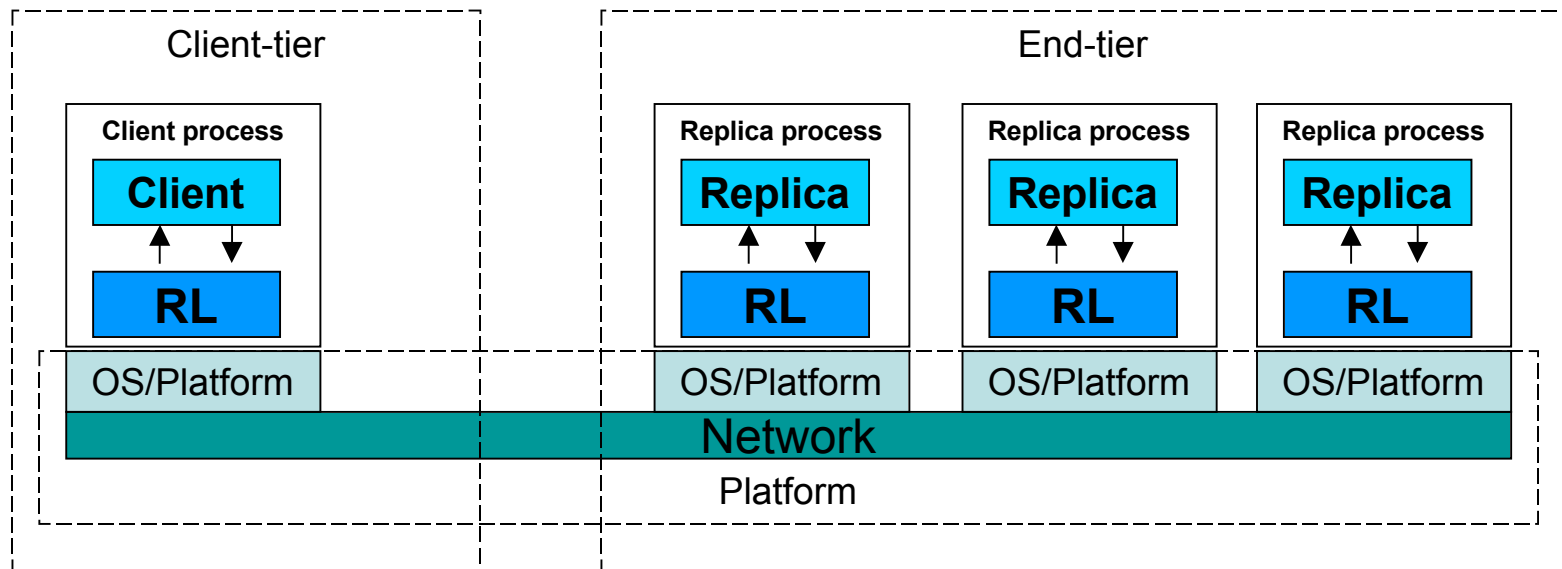 Client-tier
End-tier
Client process
Replica process
Replica process
Replica process
Client
Replica
Replica
Replica
RL
RL
RL
RL
OS/Platform
OS/Platform
OS/Platform
OS/Platform
Network
Platform